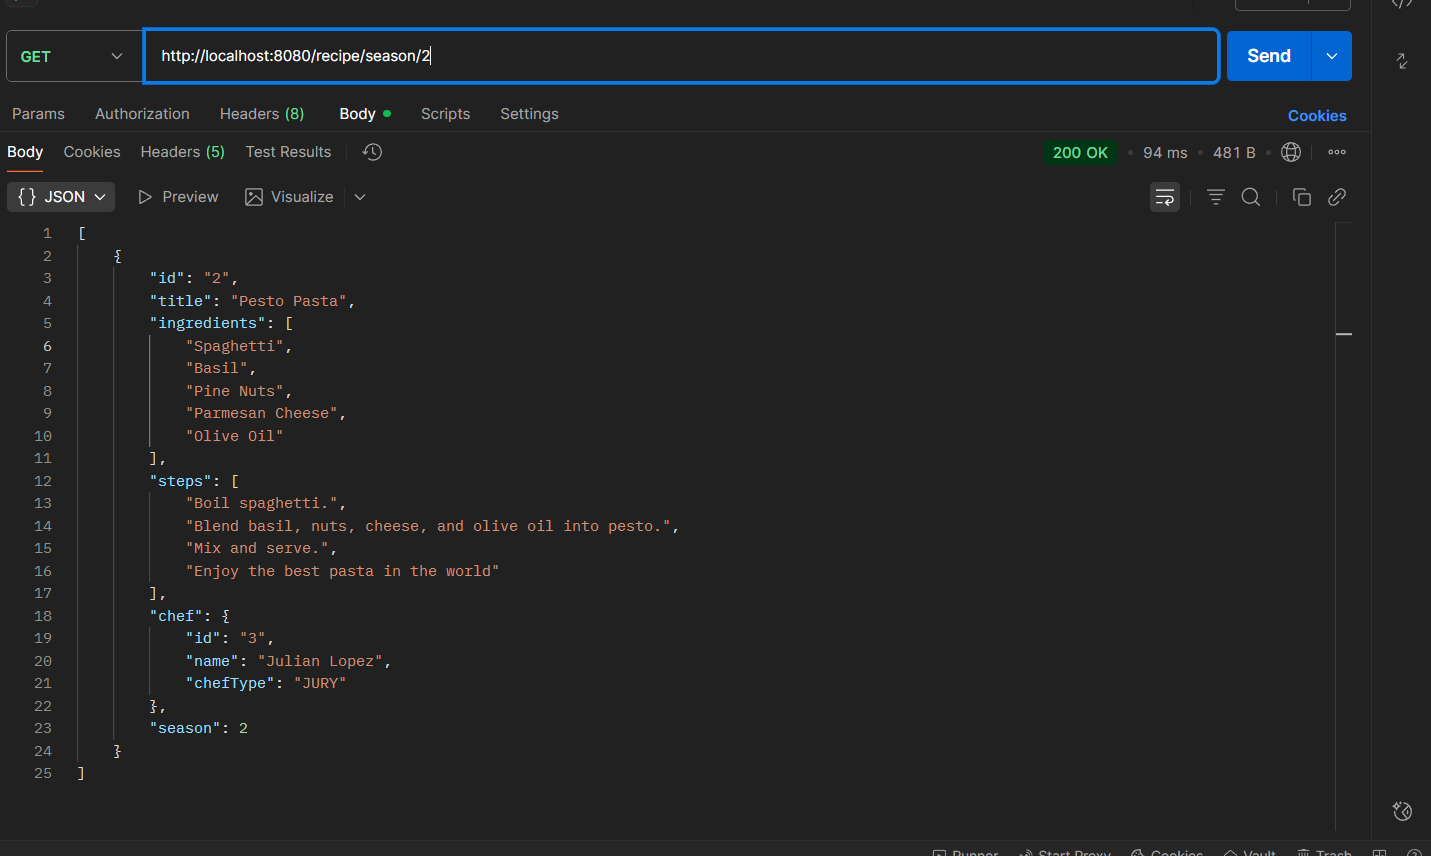 GET
http://localhost:8080/recipe/season/2
Send
Params Authorization Headers (8) Body Scripts Settings Cookies
Body Cookies Headers (5) Test Results 200 OK 94 ms 481 B
{} JSON Preview Visualize
1 [
2 {
3 "id": "2",
4 "title": "Pesto Pasta",
5 "ingredients": [
6 "Spaghetti",
7 "Basil",
8 "Pine Nuts",
9 "Parmesan Cheese",
10 "Olive Oil"
11 ],
12 "steps": [
13 "Boil spaghetti.",
14 "Blend basil, nuts, cheese, and olive oil into pesto.",
15 "Mix and serve.",
16 "Enjoy the best pasta in the world"
17 ],
18 "chef": {
19 "id": "3",
20 "name": "Julian Lopez",
21 "chefType": "JURY"
22 },
23 "season": 2
24 }
25 ]
Runner Start Proxy Cookies Vault Trash